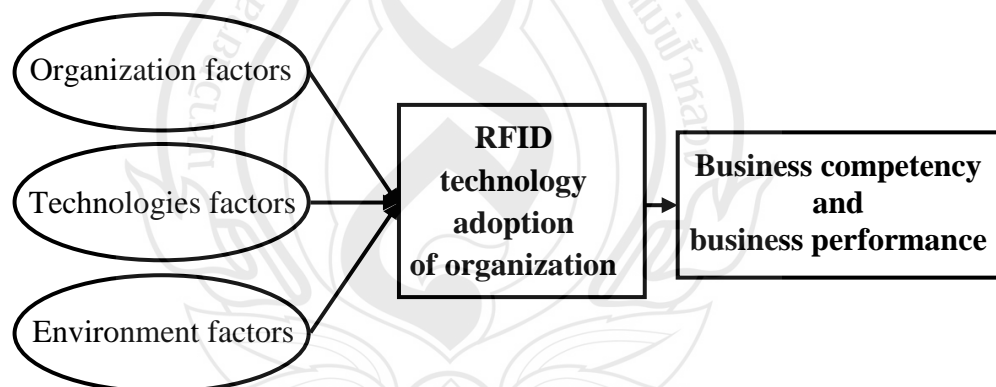 Organization factors
Technologies factors
Environment factors
RFID
technology
adoption
of organization
Business competency
and
business performance